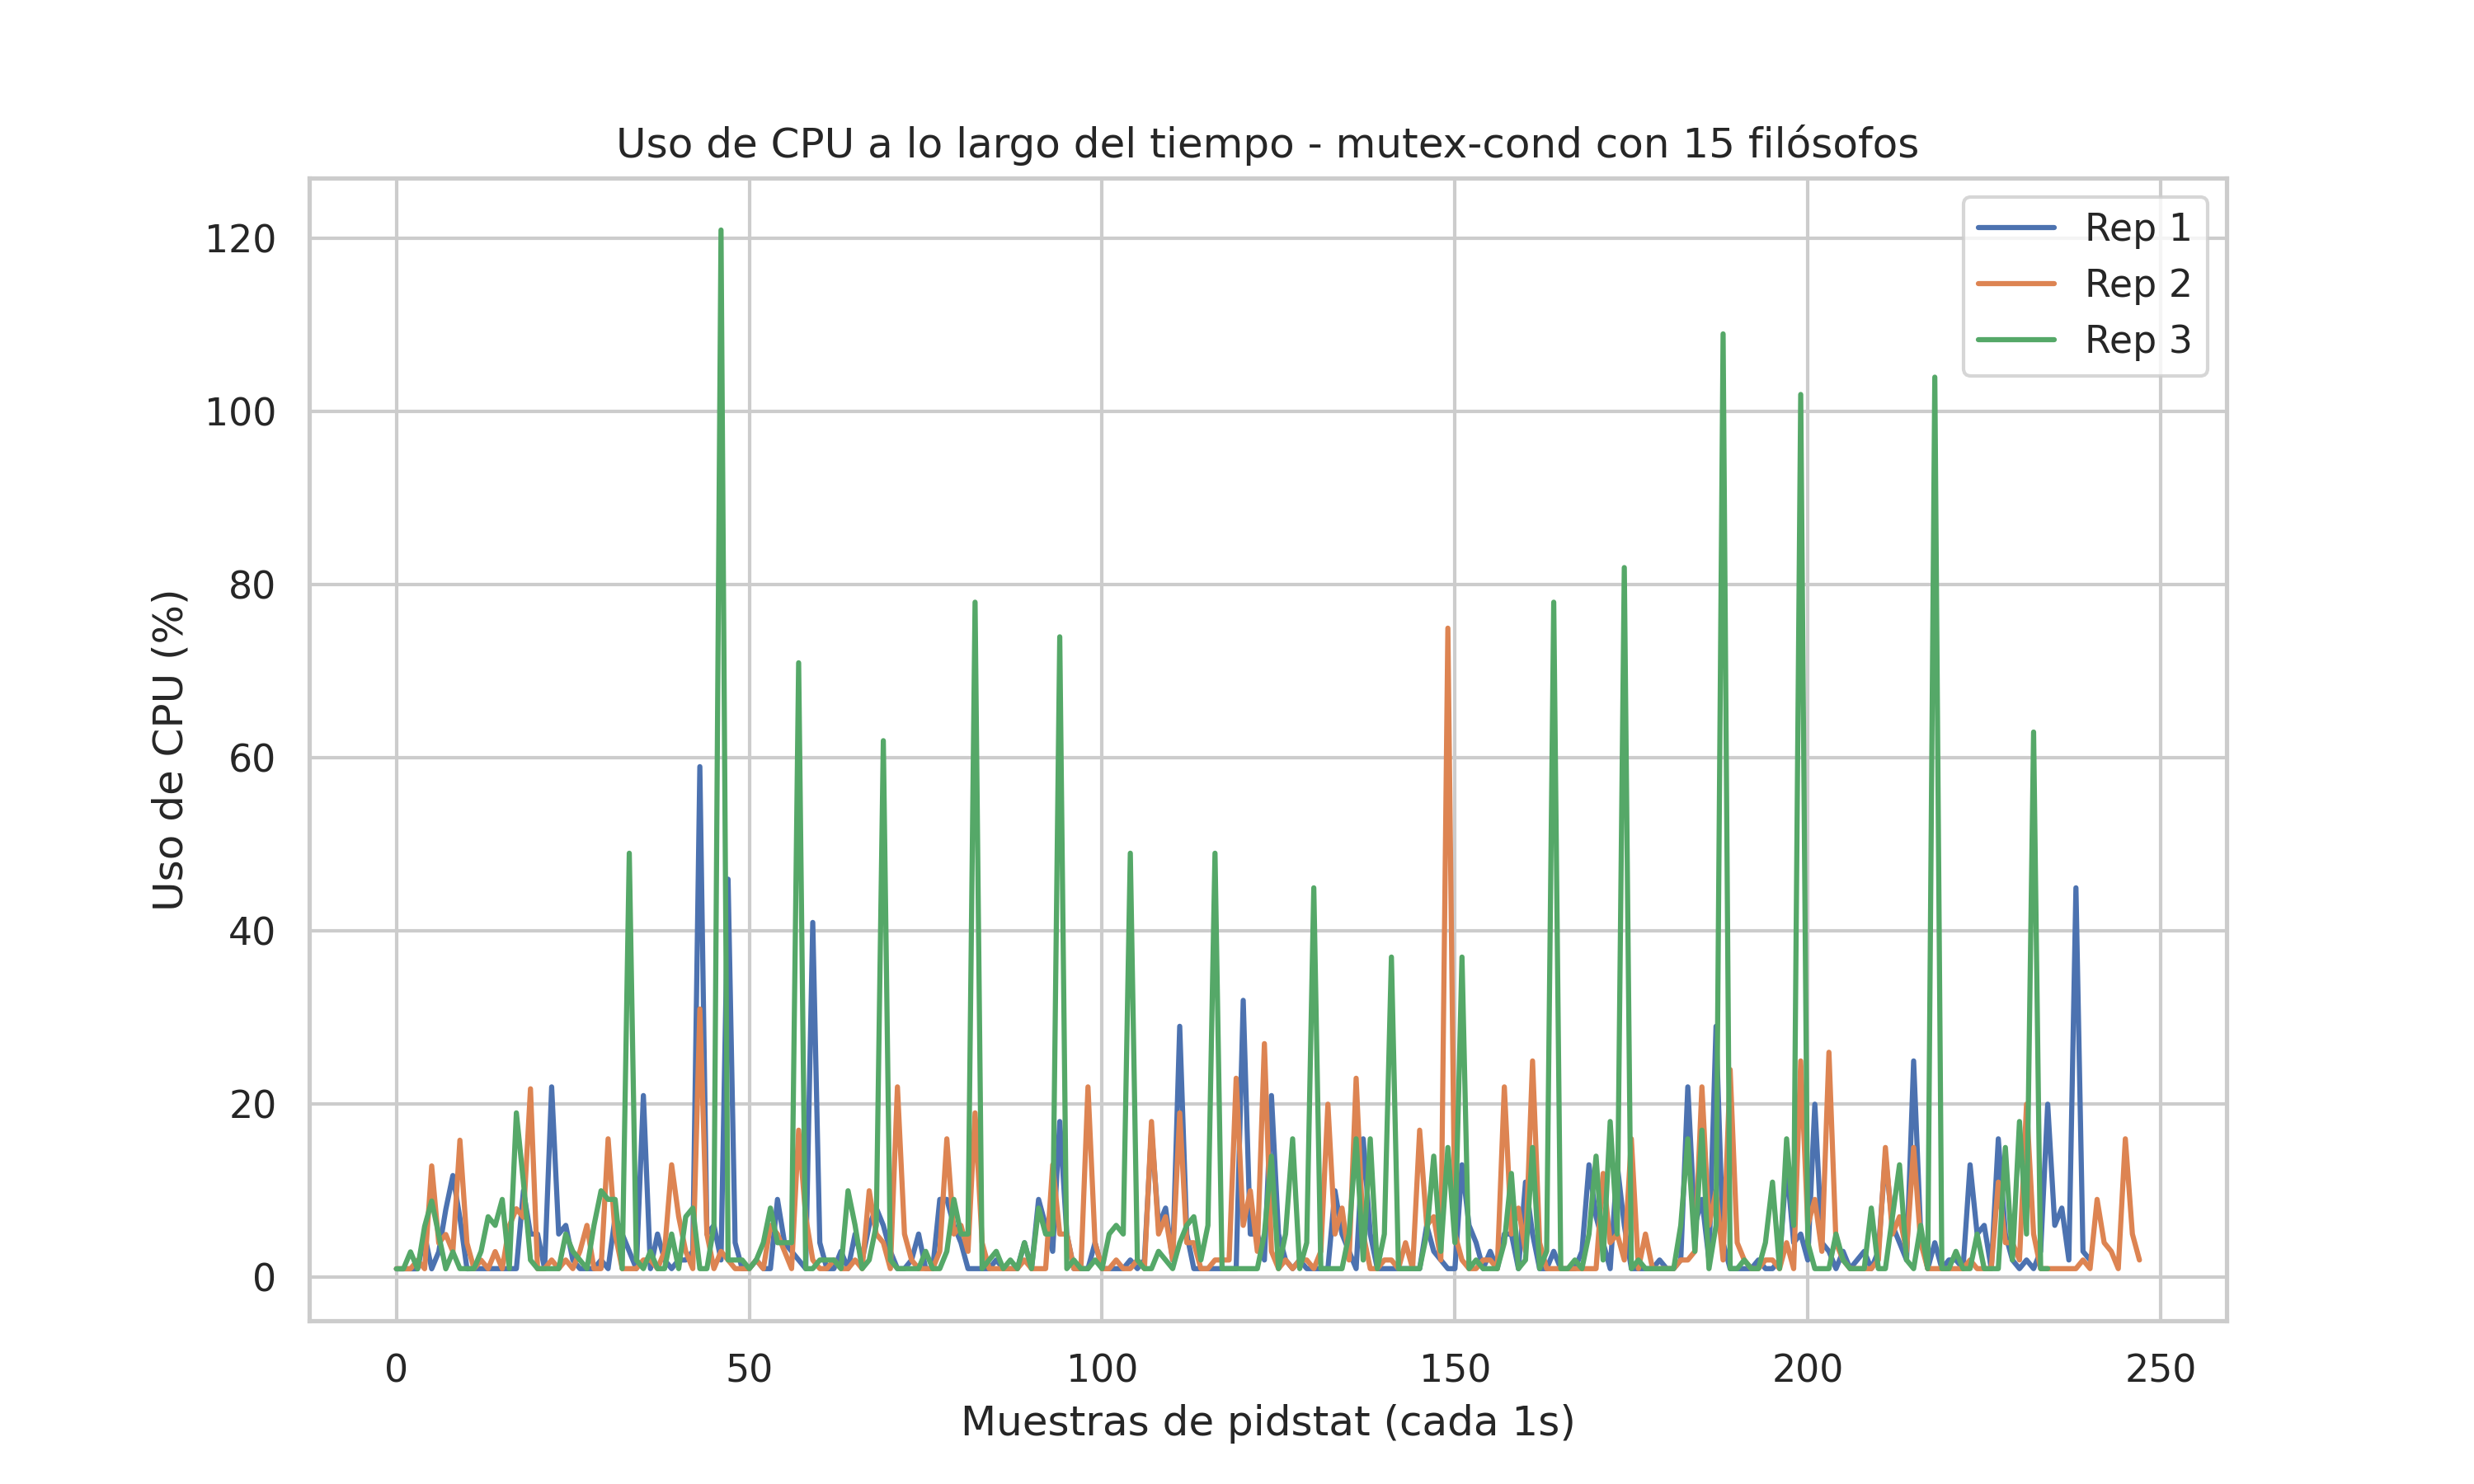 Uso de CPU a lo largo del tiempo - mutex-cond con 15 filósofos
Rep 1
Rep 2
Rep 3
120
100
80
60
40
20
0
Uso de CPU (%)
0 50 100 150 200 250
Muestras de pidstat (cada 1s)